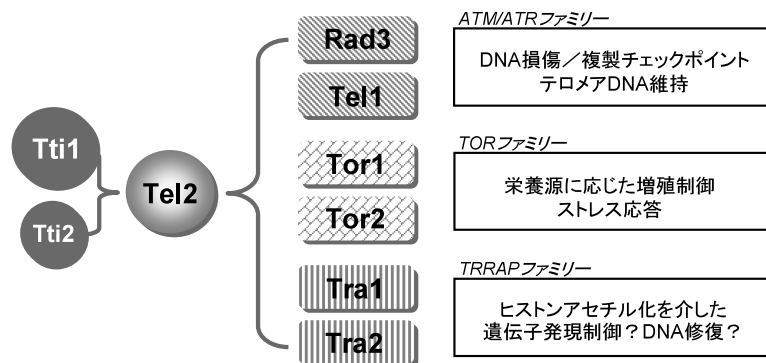 Tti1
Tti2
Tel2
Rad3
Tel1
Tor1
Tor2
Tra1
Tra2
ATM/ATRファミリー
DNA損傷／複製チェックポイント
テロメアDNA維持
TORファミリー
栄養源に応じた増殖制御
ストレス応答
TRRAPファミリー
ヒストンアセチル化を介した
遺伝子発現制御？DNA修復？